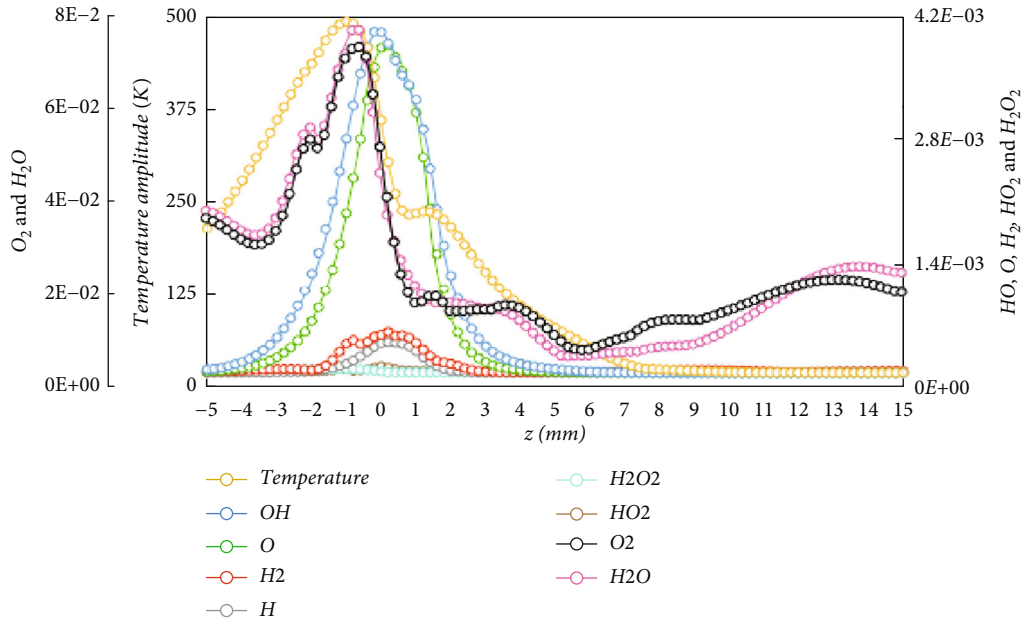 8E–2
6E–02
4E–02
2E–02
0E+00
O2 and H2O
500
375
250
125
0
Temperature amplitude (K)
4.2E–03
2.8E–03
1.4E–03
0E+00
HO, O, H2, HO2 and H2O2
–5 –4 –3 –2 –1 0 1 2 3 4 5 6 7 8 9 10 11 12 13 14 15
z (mm)
Temperature
OH
O
H2
H
H2O2
HO2
O2
H2O